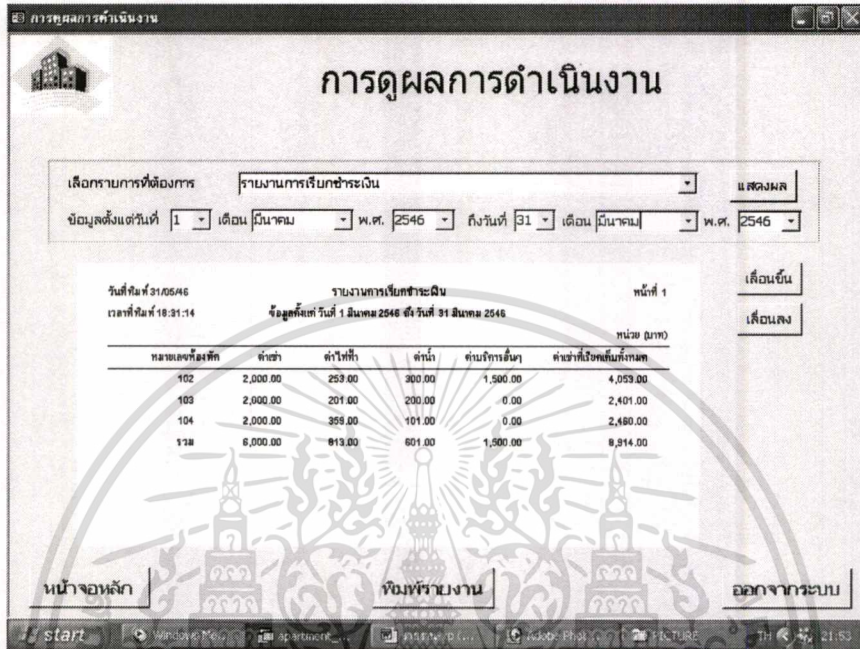 การดูผลการดำเนินงาน
การดูผลการดำเนินงาน
เลือกรายการที่ต้องการ รายงานการเรียกชำระเงิน แสดงผล
ข้อมูลตั้งแต่วันที่ 1 เดือน มีนาคม พ.ศ. 2546 ถึงวันที่ 31 เดือน มีนาคม พ.ศ. 2546
เลื่อนขึ้น
เลื่อนลง
วันที่พิมพ์ 31/05/46 รายงานการเรียกชำระเงิน หน้าที่ 1
เวลาที่พิมพ์ 18:31:14 ข้อมูลตั้งแต่ วันที่ 1 มีนาคม 2546 ถึง วันที่ 31 มีนาคม 2546
หน่วย (บาท)
หมายเลขห้องพัก ค่าเช่า ค่าไฟฟ้า ค่าน้ำ ค่าบริการอื่นๆ ค่าเช่าที่เรียกเก็บทั้งหมด
102 2,000.00 253.00 300.00 1,500.00 4,053.00
103 2,000.00 201.00 200.00 0.00 2,401.00
104 2,000.00 359.00 101.00 0.00 2,460.00
รวม 6,000.00 813.00 601.00 1,500.00 8,914.00
หน้าจอหลัก พิมพ์รายงาน ออกจากระบบ
start Windows Me... apartment_... Adobe Phot... PICTURE TH 21:53